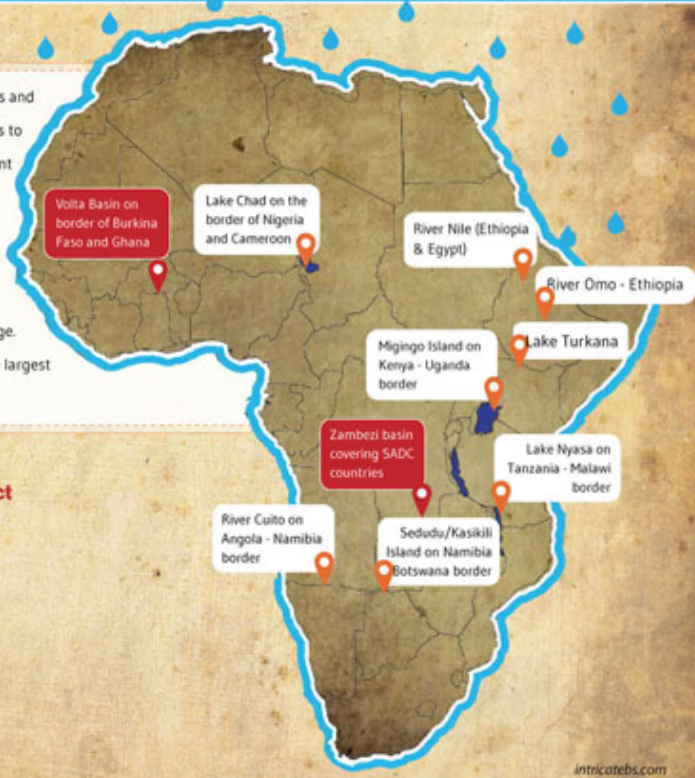 s and
s to
nt
Volta Basin on
border of Burkina
Faso and Ghana
Lake Chad on the
border of Nigeria
and Cameroon
River Nile (Ethiopia
& Egypt)
River Omo - Ethiopia
ge.
Lake Turkana
largest
Migingo Island on
Kenya - Uganda
border
Zambezi basin
covering SADC
countries
Lake Nyasa on
Tanzania - Malawi
border
ct
River Cuito on
Angola - Namibia
border
Sedudu/Kasikili
Island on Namibia
Botswana border
intricatebs.com